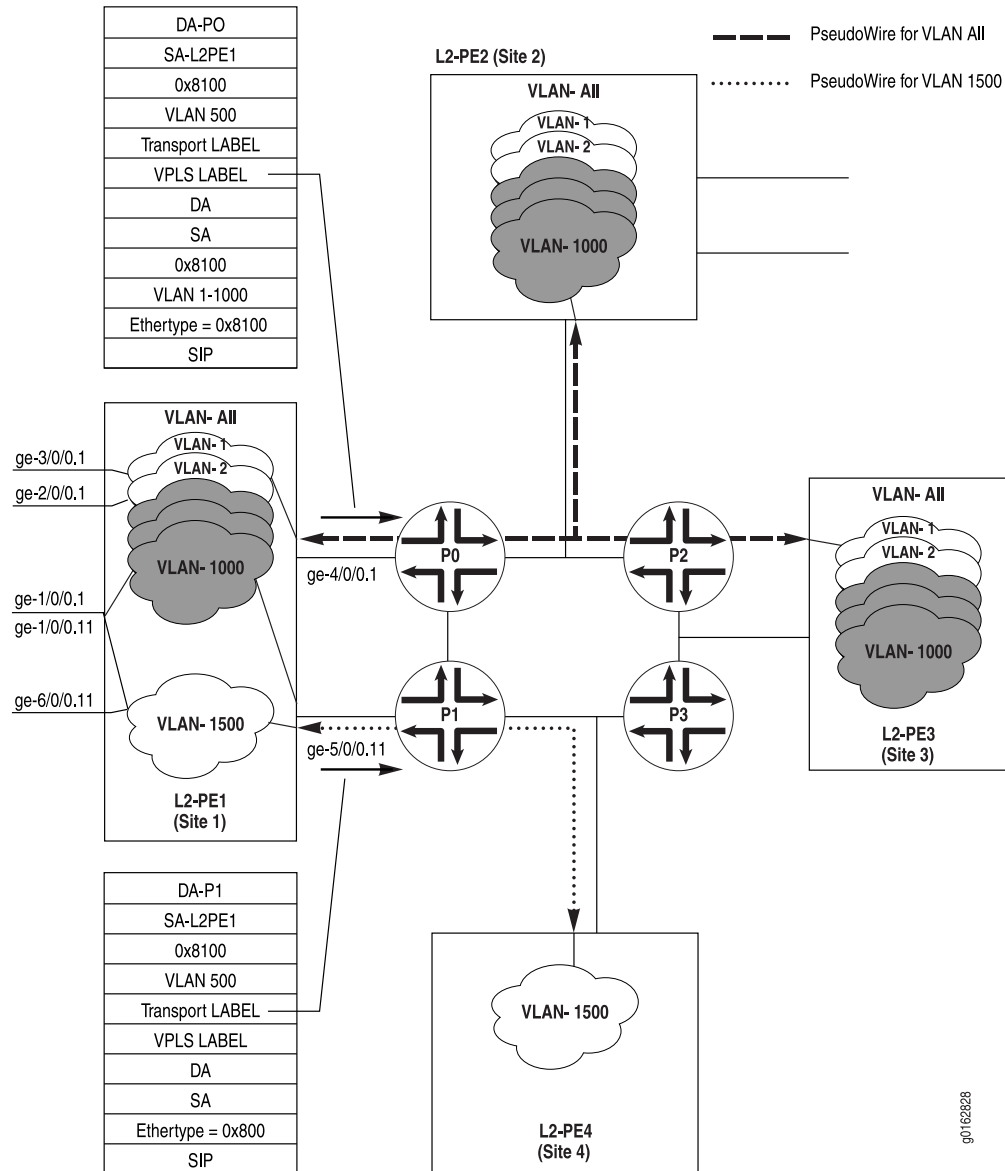 DA-PO
SA-L2PE1
0x8100
VLAN 500
Transport LABEL
VPLS LABEL
DA
SA
0x8100
VLAN 1-1000
Ethertype = 0x8100
SIP
PseudoWire for VLAN All
PseudoWire for VLAN 1500
L2-PE2 (Site 2)
VLAN- All
VLAN- 1
VLAN- 2
VLAN- 1000
VLAN- All
VLAN- 1
VLAN- 2
VLAN- 1000
ge-3/0/0.1
ge-2/0/0.1
ge-1/0/0.1
ge-1/0/0.11
ge-6/0/0.11
VLAN- 1500
L2-PE1
(Site 1)
ge-4/0/0.1
ge-5/0/0.11
P0
P2
P1
P3
VLAN- All
VLAN- 1
VLAN- 2
VLAN- 1000
L2-PE3
(Site 3)
DA-P1
SA-L2PE1
0x8100
VLAN 500
Transport LABEL
VPLS LABEL
DA
SA
Ethertype = 0x800
SIP
VLAN- 1500
L2-PE4
(Site 4)
g0162828